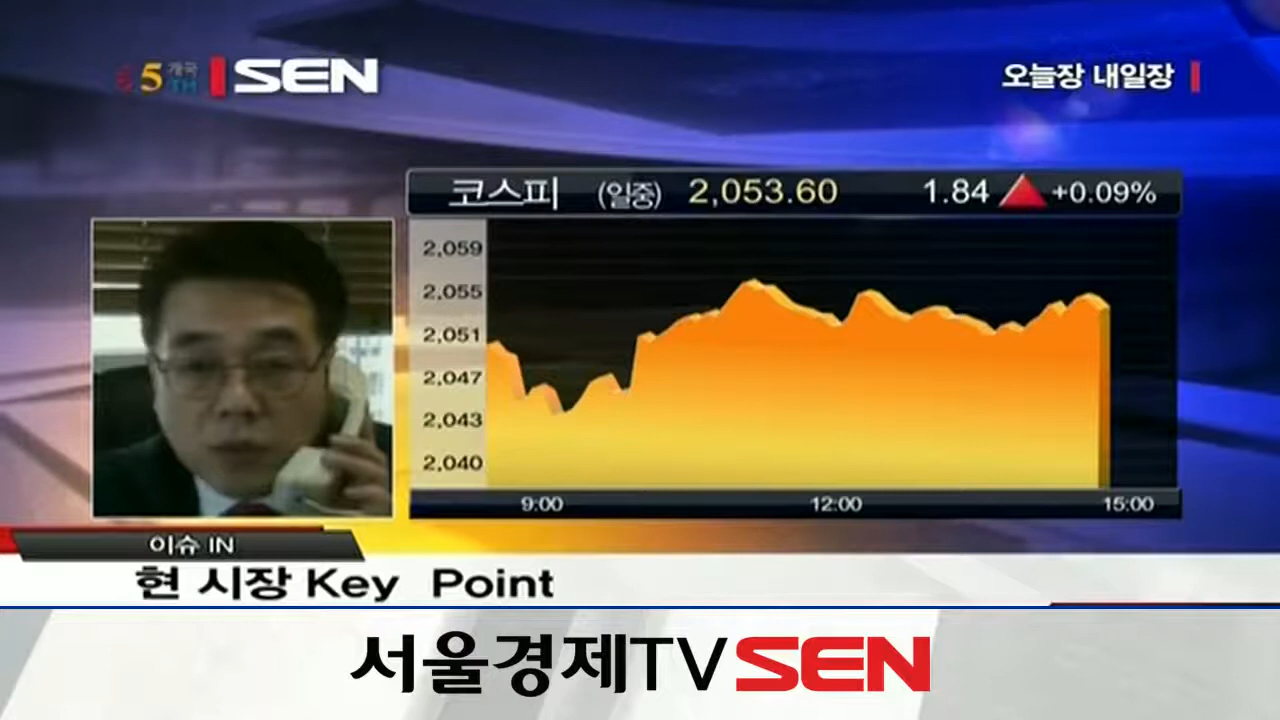 5 개국 SEN
오늘장 내일장
코스피 (일중) 2,053.60 1.84 ▲ +0.09%
2,059
2,055
2,051
2,047
2,043
2,040
9:00 12:00 15:00
이슈 IN
현 시장 Key Point
서울경제TV SEN